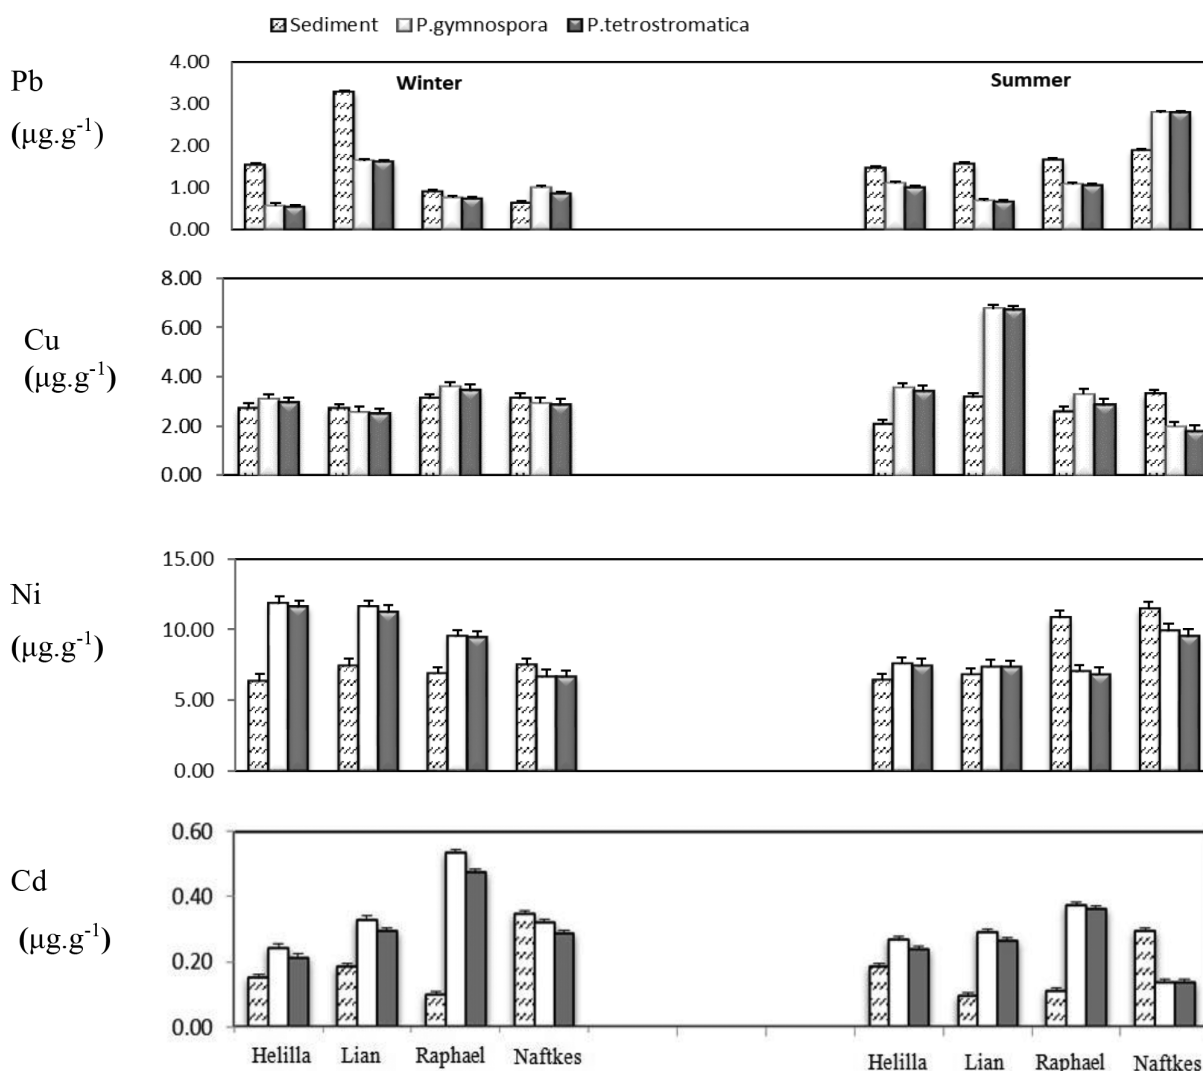 Sediment P.gymnospora P.tetrostromatica
Pb
(µg.g-1)
4.00
3.00
2.00
1.00
0.00
Winter
Summer
Cu
(µg.g-1)
8.00
6.00
4.00
2.00
0.00
Ni
(µg.g-1)
15.00
10.00
5.00
0.00
Cd
(µg.g-1)
0.60
0.40
0.20
0.00
Helilla Lian Raphael Naftkes Helilla Lian Raphael Naftkes